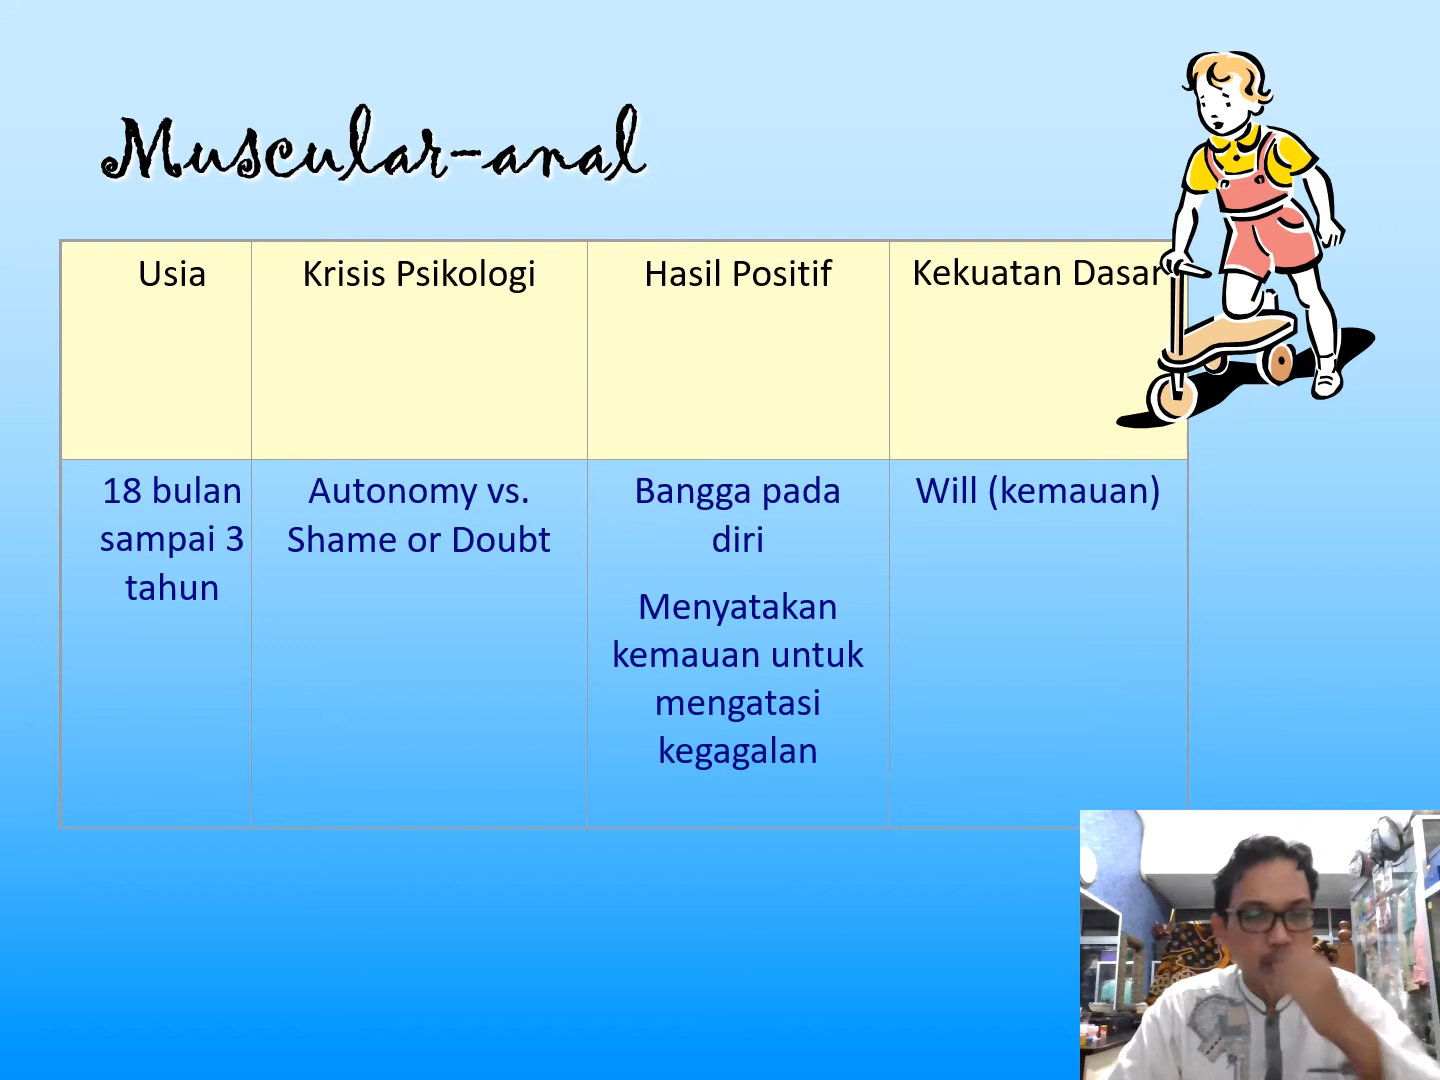 Muscular-anal
Usia
Krisis Psikologi
Hasil Positif
Kekuatan Dasar
18 bulan
sampai 3
tahun
Autonomy vs.
Shame or Doubt
Bangga pada
diri
Menyatakan
kemauan untuk
mengatasi
kegagalan
Will (kemauan)